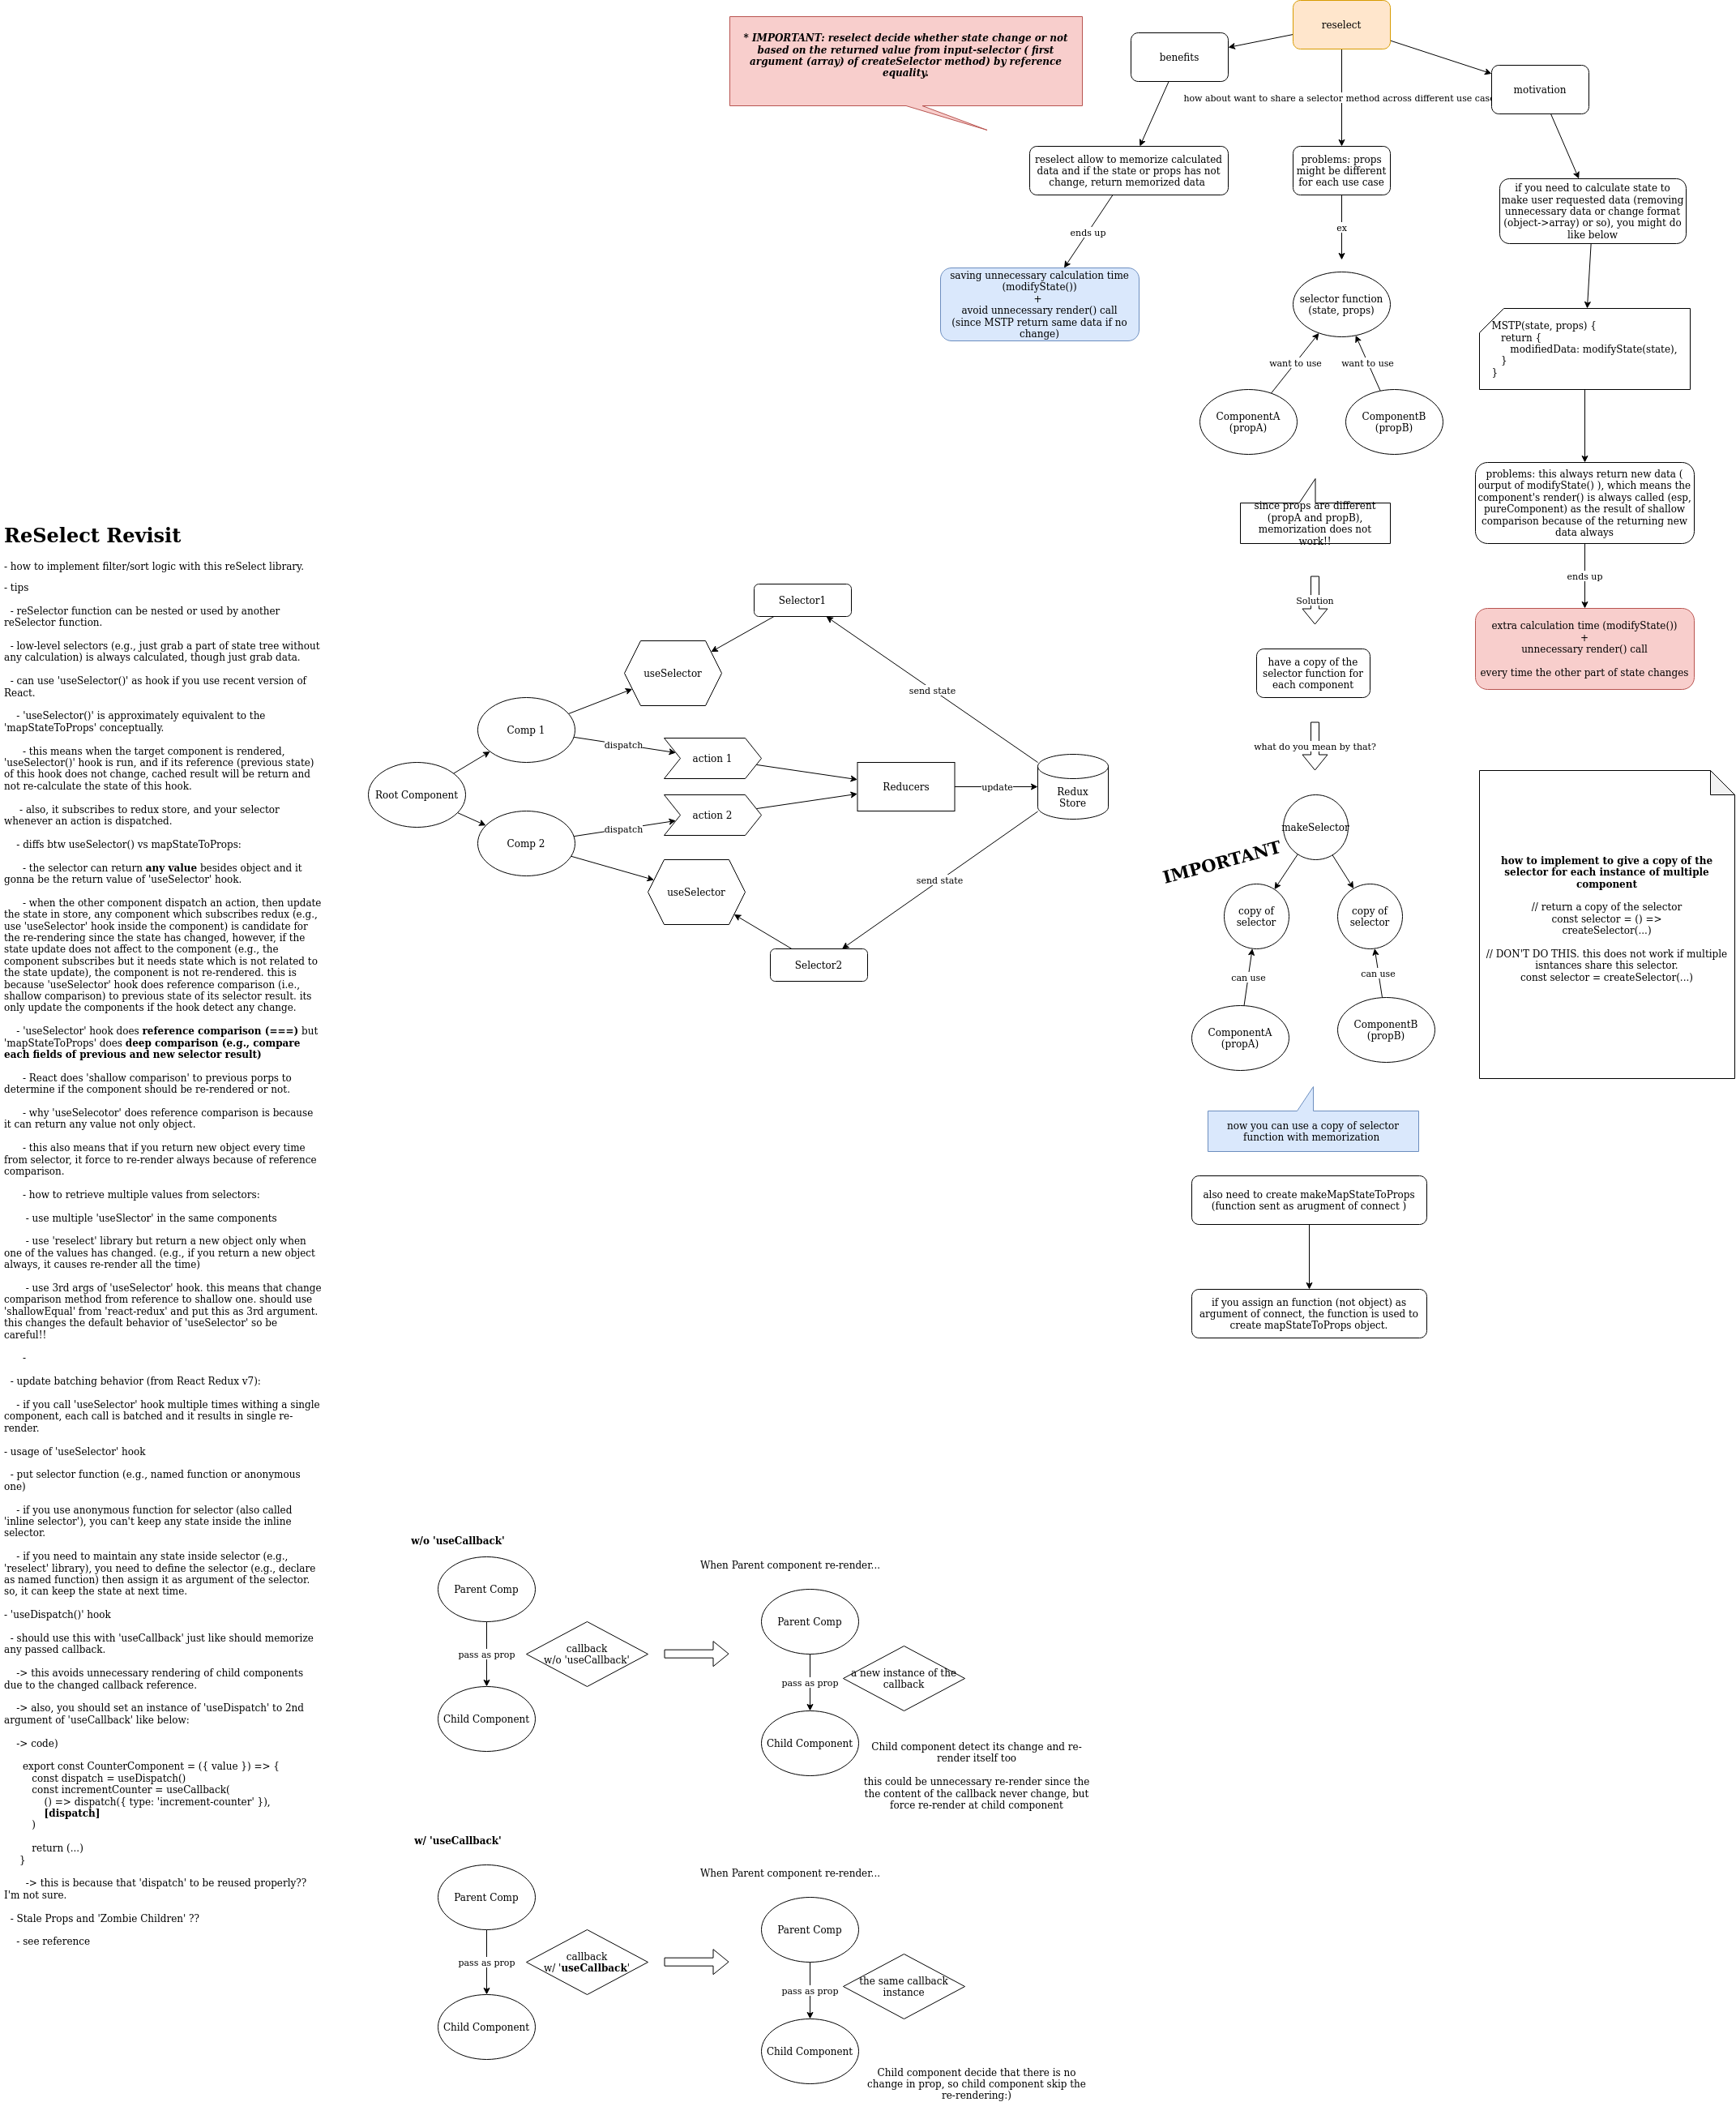 reselect
* IMPORTANT: reselect decide whether state change or not
based on the returned value from input-selector ( first
argument (array) of createSelector method) by reference
equality.
benefits
how about want to share a selector method across different use case
motivation
reselect allow to memorize calculated
data and if the state or props has not
change, return memorized data
ends up
saving unnecessary calculation time
(modifyState())
+
avoid unnecessary render() call
(since MSTP return same data if no
change)
problems: props
might be different
for each use case
ex
selector function
(state, props)
want to use
want to use
ComponentA
(propA)
ComponentB
(propB)
since props are different
(propA and propB),
memorization does not
work!!
Solution
have a copy of the
selector function for
each component
what do you mean by that?
makeSelector
IMPORTANT
copy of
selector
copy of
selector
can use
can use
ComponentA
(propA)
ComponentB
(propB)
now you can use a copy of selector
function with memorization
also need to create makeMapStateToProps
(function sent as arugment of connect )
if you assign an function (not object) as
argument of connect, the function is used to
create mapStateToProps object.
if you need to calculate state to
make user requested data (removing
unnecessary data or change format
(object->array) or so), you might do
like below
MSTP(state, props) {
return {
modifiedData: modifyState(state),
}
}
problems: this always return new data (
ourput of modifyState() ), which means the
component's render() is always called (esp,
pureComponent) as the result of shallow
comparison because of the returning new
data always
ends up
extra calculation time (modifyState())
+
unnecessary render() call
every time the other part of state changes
how to implement to give a copy of the
selector for each instance of multiple
component
// return a copy of the selector
const selector = () =>
createSelector(...)
// DON'T DO THIS. this does not work if multiple
isntances share this selector.
const selector = createSelector(...)
ReSelect Revisit
- how to implement filter/sort logic with this reSelect library.
- tips
- reSelector function can be nested or used by another
reSelector function.
- low-level selectors (e.g., just grab a part of state tree without
any calculation) is always calculated, though just grab data.
- can use 'useSelector()' as hook if you use recent version of
React.
- 'useSelector()' is approximately equivalent to the
'mapStateToProps' conceptually.
- this means when the target component is rendered,
'useSelector()' hook is run, and if its reference (previous state)
of this hook does not change, cached result will be return and
not re-calculate the state of this hook.
- also, it subscribes to redux store, and your selector
whenever an action is dispatched.
- diffs btw useSelector() vs mapStateToProps:
- the selector can return any value besides object and it
gonna be the return value of 'useSelector' hook.
- when the other component dispatch an action, then update
the state in store, any component which subscribes redux (e.g.,
use 'useSelector' hook inside the component) is candidate for
the re-rendering since the state has changed, however, if the
state update does not affect to the component (e.g., the
component subscribes but it needs state which is not related to
the state update), the component is not re-rendered. this is
because 'useSelector' hook does reference comparison (i.e.,
shallow comparison) to previous state of its selector result. its
only update the components if the hook detect any change.
- 'useSelector' hook does reference comparison (===) but
'mapStateToProps' does deep comparison (e.g., compare
each fields of previous and new selector result)
- React does 'shallow comparison' to previous porps to
determine if the component should be re-rendered or not.
- why 'useSelecotor' does reference comparison is because
it can return any value not only object.
- this also means that if you return new object every time
from selector, it force to re-render always because of reference
comparison.
- how to retrieve multiple values from selectors:
- use multiple 'useSlector' in the same components
- use 'reselect' library but return a new object only when
one of the values has changed. (e.g., if you return a new object
always, it causes re-render all the time)
- use 3rd args of 'useSelector' hook. this means that change
comparison method from reference to shallow one. should use
'shallowEqual' from 'react-redux' and put this as 3rd argument.
this changes the default behavior of 'useSelector' so be
careful!!
-
- update batching behavior (from React Redux v7):
- if you call 'useSelector' hook multiple times withing a single
component, each call is batched and it results in single re-
render.
- usage of 'useSelector' hook
- put selector function (e.g., named function or anonymous
one)
- if you use anonymous function for selector (also called
'inline selector'), you can't keep any state inside the inline
selector.
- if you need to maintain any state inside selector (e.g.,
'reselect' library), you need to define the selector (e.g., declare
as named function) then assign it as argument of the selector.
so, it can keep the state at next time.
- 'useDispatch()' hook
- should use this with 'useCallback' just like should memorize
any passed callback.
-> this avoids unnecessary rendering of child components
due to the changed callback reference.
-> also, you should set an instance of 'useDispatch' to 2nd
argument of 'useCallback' like below:
-> code)
export const CounterComponent = ({ value }) => {
const dispatch = useDispatch()
const incrementCounter = useCallback(
() => dispatch({ type: 'increment-counter' }),
[dispatch]
)
return (...)
}
-> this is because that 'dispatch' to be reused properly??
I'm not sure.
- Stale Props and 'Zombie Children' ??
- see reference
Selector1
useSelector
send state
Comp 1
dispatch
action 1
Root Component
Reducers
update
Redux
Store
action 2
dispatch
Comp 2
useSelector
send state
Selector2
w/o 'useCallback'
Parent Comp
pass as prop
callback
w/o 'useCallback'
Child Component
When Parent component re-render...
Parent Comp
pass as prop
a new instance of the
callback
Child Component
Child component detect its change and re-
render itself too
this could be unnecessary re-render since the
the content of the callback never change, but
force re-render at child component
w/ 'useCallback'
Parent Comp
pass as prop
callback
w/ 'useCallback'
Child Component
When Parent component re-render...
Parent Comp
pass as prop
the same callback
instance
Child Component
Child component decide that there is no
change in prop, so child component skip the
re-rendering:)